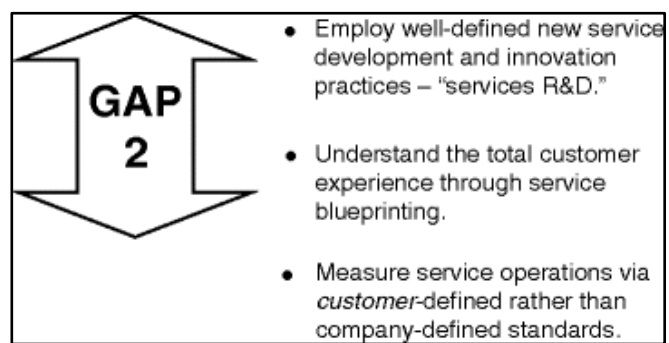 GAP
2
• Employ well-defined new service
development and innovation
practices – “services R&D.”
• Understand the total customer
experience through service
blueprinting.
• Measure service operations via
customer-defined rather than
company-defined standards.